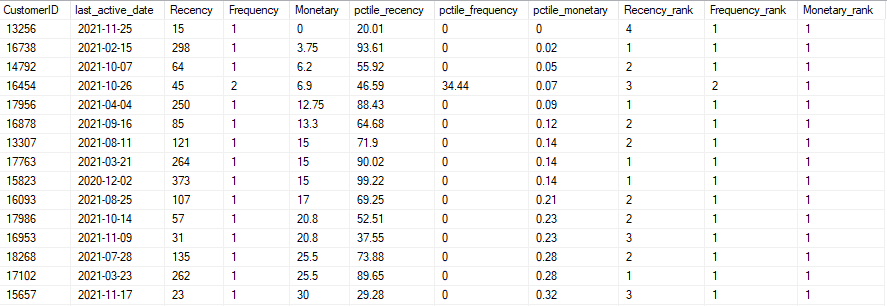 CustomerID last_active_date Recency Frequency Monetary pctile_recency pctile_frequency pctile_monetary Recency_rank Frequency_rank Monetary_rank
13256 2021-11-25 15 1 0 20.01 0 0 4 1 1
16738 2021-02-15 298 1 3.75 93.61 0 0.02 1 1 1
14792 2021-10-07 64 1 6.2 55.92 0 0.05 2 1 1
16454 2021-10-26 45 2 6.9 46.59 34.44 0.07 3 2 1
17956 2021-04-04 250 1 12.75 88.43 0 0.09 1 1 1
16878 2021-09-16 85 1 13.3 64.68 0 0.12 2 1 1
13307 2021-08-11 121 1 15 71.9 0 0.14 2 1 1
17763 2021-03-21 264 1 15 90.02 0 0.14 1 1 1
15823 2020-12-02 373 1 15 99.22 0 0.14 1 1 1
16093 2021-08-25 107 1 17 69.25 0 0.21 2 1 1
17986 2021-10-14 57 1 20.8 52.51 0 0.23 2 1 1
16953 2021-11-09 31 1 20.8 37.55 0 0.23 3 1 1
18268 2021-07-28 135 1 25.5 73.88 0 0.28 2 1 1
17102 2021-03-23 262 1 25.5 89.65 0 0.28 1 1 1
15657 2021-11-17 23 1 30 29.28 0 0.32 3 1 1